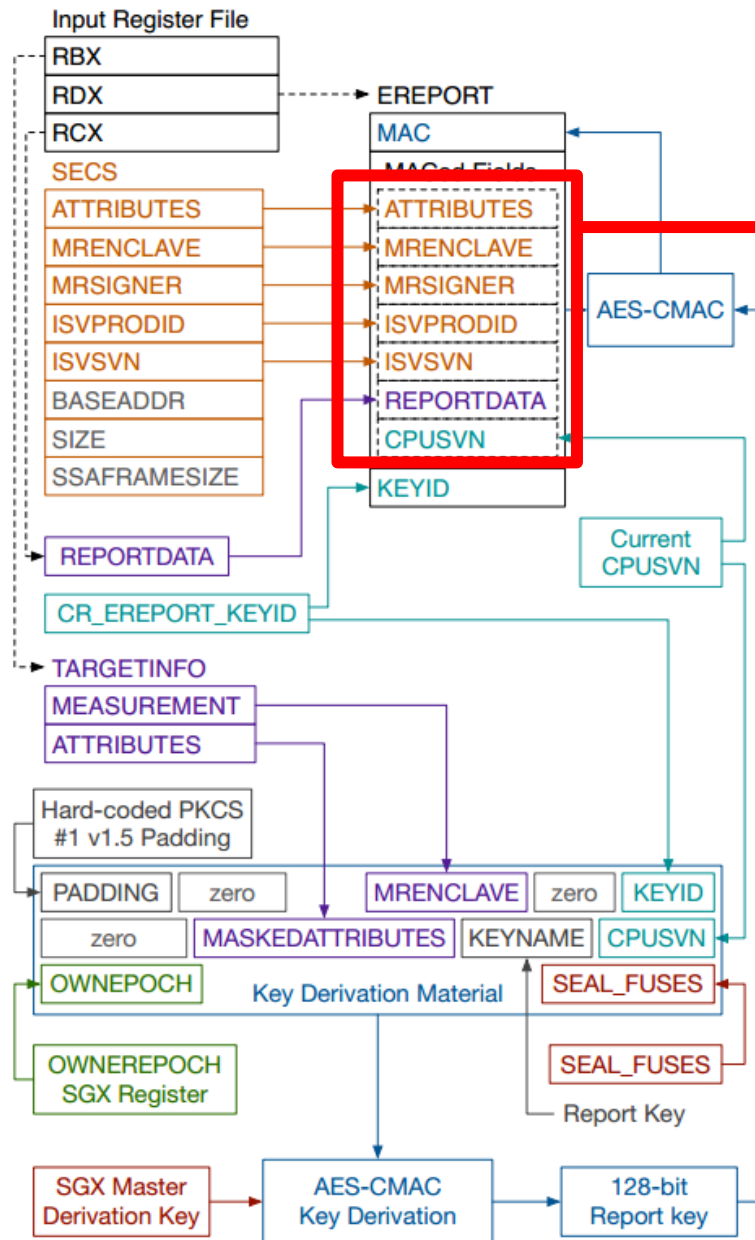 Input Register File
RBX
RDX
RCX
EREPORT
MAC
MACed Fields
ATTRIBUTES
MRENCLAVE
MRSIGNER
ISVPRODID
ISVSVN
REPORTDATA
CPUSVN
KEYID
AES-CMAC
SECS
ATTRIBUTES
MRENCLAVE
MRSIGNER
ISVPRODID
ISVSVN
BASEADDR
SIZE
SSAFRAMESIZE
REPORTDATA
Current
CPUSVN
CR_EREPORT_KEYID
TARGETINFO
MEASUREMENT
ATTRIBUTES
Hard-coded PKCS
#1 v1.5 Padding
PADDING
zero
MRENCLAVE
zero
KEYID
zero
MASKEDATTRIBUTES
KEYNAME
CPUSVN
OWNEPOCH
Key Derivation Material
SEAL_FUSES
OWNEREPOCH
SGX Register
SEAL_FUSES
Report Key
SGX Master
Derivation Key
AES-CMAC
Key Derivation
128-bit
Report key